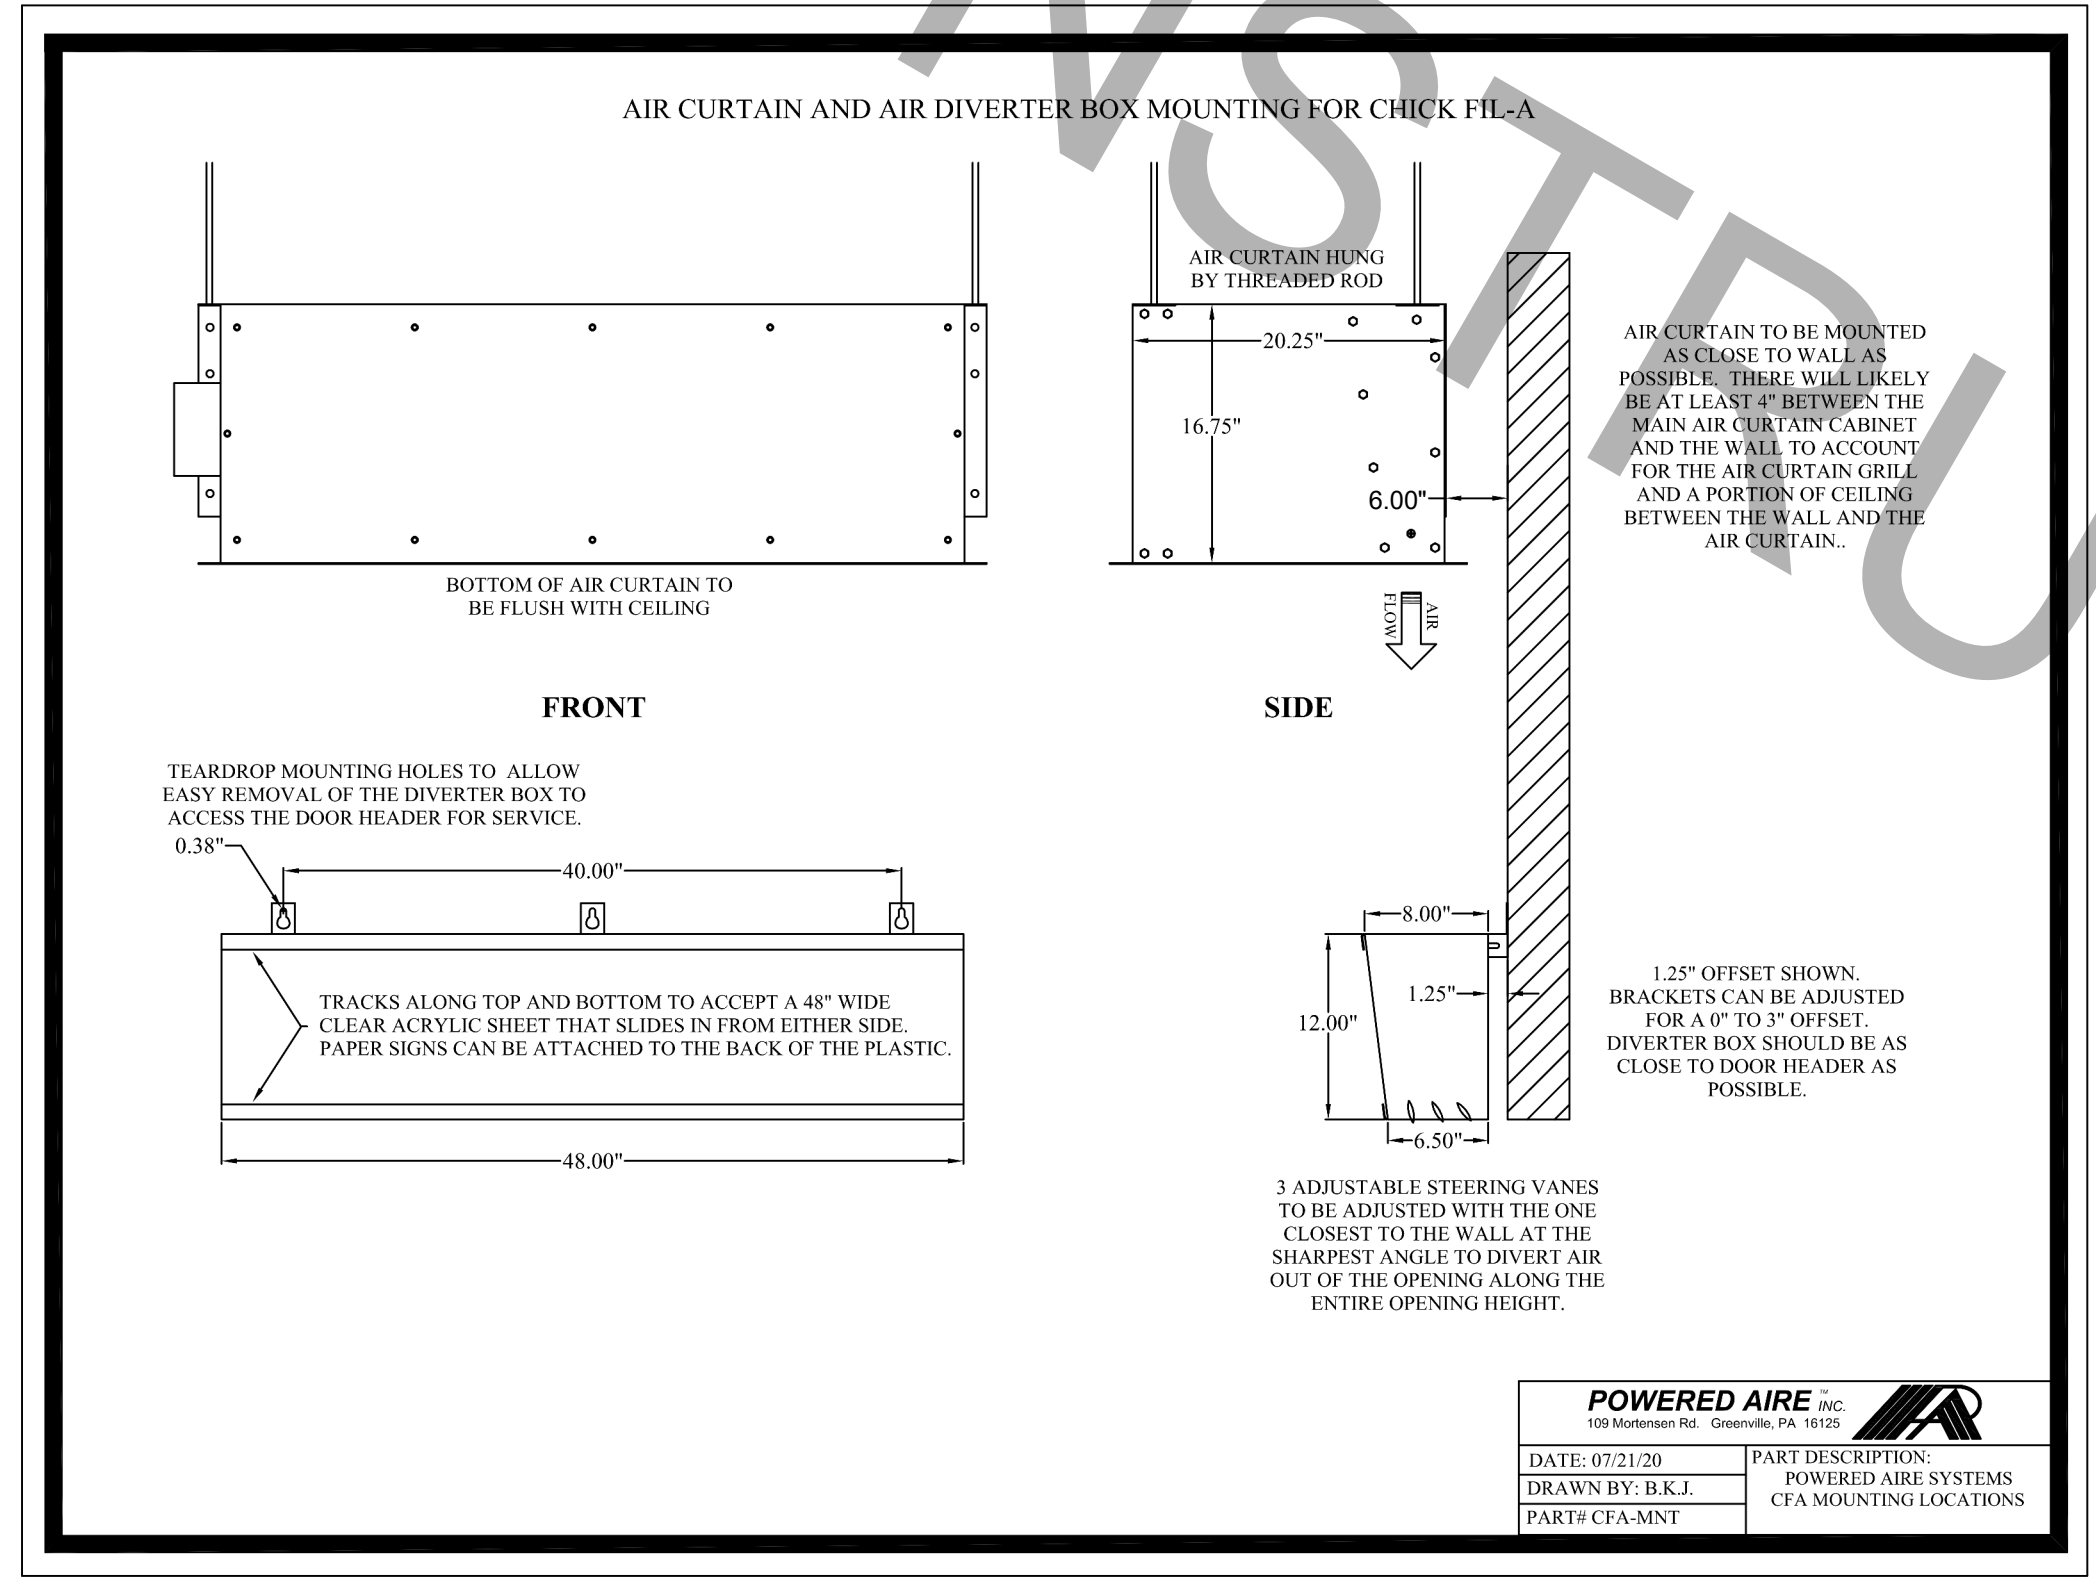 AIR CURTAIN AND AIR DIVERTER BOX MOUNTING FOR CHICK FIL-A
AIR CURTAIN HUNG
BY THREADED ROD
20.25"
16.75"
6.00"
AIR CURTAIN TO BE MOUNTED
AS CLOSE TO WALL AS
POSSIBLE. THERE WILL LIKELY
BE AT LEAST 4" BETWEEN THE
MAIN AIR CURTAIN CABINET
AND THE WALL TO ACCOUNT
FOR THE AIR CURTAIN GRILL
AND A PORTION OF CEILING
BETWEEN THE WALL AND THE
AIR CURTAIN..
BOTTOM OF AIR CURTAIN TO
BE FLUSH WITH CEILING
AIR
FLOW
FRONT
SIDE
TEARDROP MOUNTING HOLES TO ALLOW
EASY REMOVAL OF THE DIVERTER BOX TO
ACCESS THE DOOR HEADER FOR SERVICE.
0.38"
40.00"
TRACKS ALONG TOP AND BOTTOM TO ACCEPT A 48" WIDE
CLEAR ACRYLIC SHEET THAT SLIDES IN FROM EITHER SIDE.
PAPER SIGNS CAN BE ATTACHED TO THE BACK OF THE PLASTIC.
48.00"
8.00"
1.25"
12.00"
6.50"
1.25" OFFSET SHOWN.
BRACKETS CAN BE ADJUSTED
FOR A 0" TO 3" OFFSET.
DIVERTER BOX SHOULD BE AS
CLOSE TO DOOR HEADER AS
POSSIBLE.
3 ADJUSTABLE STEERING VANES
TO BE ADJUSTED WITH THE ONE
CLOSEST TO THE WALL AT THE
SHARPEST ANGLE TO DIVERT AIR
OUT OF THE OPENING ALONG THE
ENTIRE OPENING HEIGHT.
POWERED AIRE ™ INC.
109 Mortensen Rd. Greenville, PA 16125
DATE: 07/21/20
DRAWN BY: B.K.J.
PART# CFA-MNT
PART DESCRIPTION:
POWERED AIRE SYSTEMS
CFA MOUNTING LOCATIONS
NSTRU